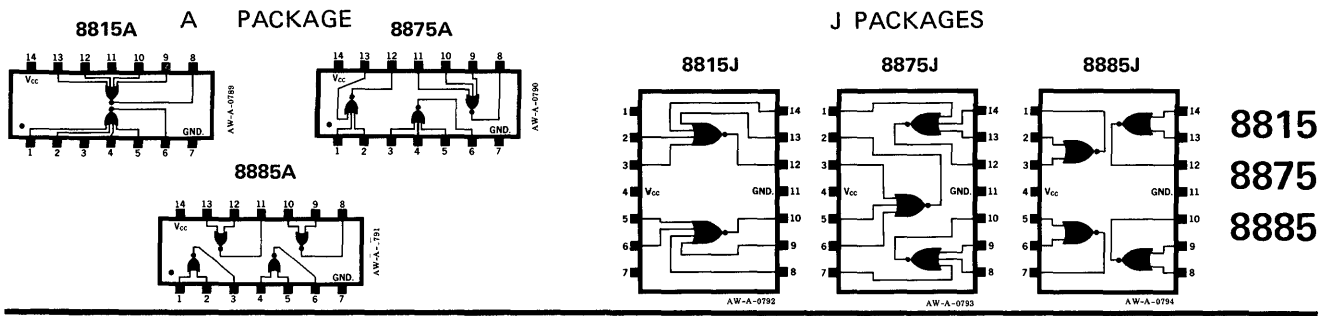 A PACKAGE
8815A
14 13 12 11 10 9 8
Vcc
GND.
1 2 3 4 5 6 7
AW-A-0789
8875A
14 13 12 11 10 9 8
Vcc
GND.
1 2 3 4 5 6 7
AW-A-0790
8885A
14 13 12 11 10 9 8
Vcc
GND.
1 2 3 4 5 6 7
AW-A-.791
J PACKAGES
8815J
1 14
2 13
3 12
4 Vcc GND. 11
5 10
6 9
7 8
AW-A-0792
8875J
1 14
2 13
3 12
4 Vcc GND. 11
5 10
6 9
7 8
AW-A-0793
8885J
1 14
2 13
3 12
4 Vcc GND. 11
5 10
6 9
7 8
AW-A-0794
8815
8875
8885